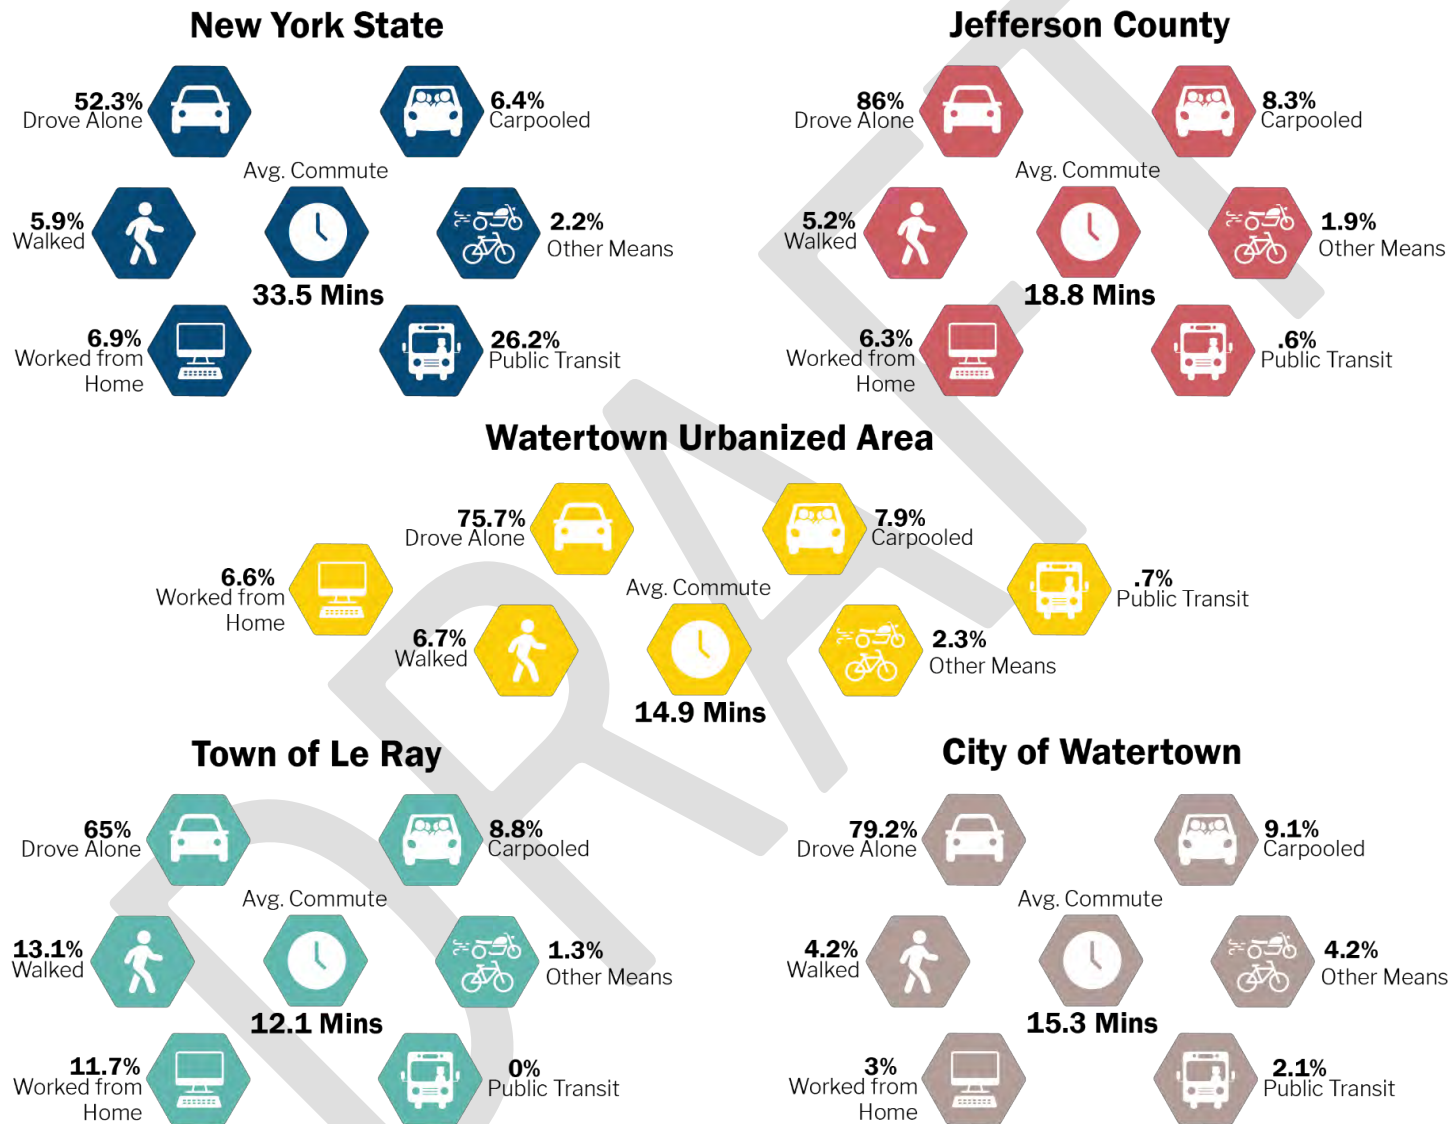 New York State
52.3%
Drove Alone
6.4%
Carpooled
Avg. Commute
5.9%
Walked
2.2%
Other Means
33.5 Mins
6.9%
Worked from
Home
26.2%
Public Transit
Jefferson County
86%
Drove Alone
8.3%
Carpooled
Avg. Commute
5.2%
Walked
1.9%
Other Means
18.8 Mins
6.3%
Worked from
Home
.6%
Public Transit
Watertown Urbanized Area
75.7%
Drove Alone
7.9%
Carpooled
6.6%
Worked from
Home
Avg. Commute
.7%
Public Transit
6.7%
Walked
2.3%
Other Means
14.9 Mins
Town of Le Ray
65%
Drove Alone
8.8%
Carpooled
Avg. Commute
13.1%
Walked
1.3%
Other Means
12.1 Mins
11.7%
Worked from
Home
0%
Public Transit
City of Watertown
79.2%
Drove Alone
9.1%
Carpooled
Avg. Commute
4.2%
Walked
4.2%
Other Means
15.3 Mins
3%
Worked from
Home
2.1%
Public Transit
DRAFT